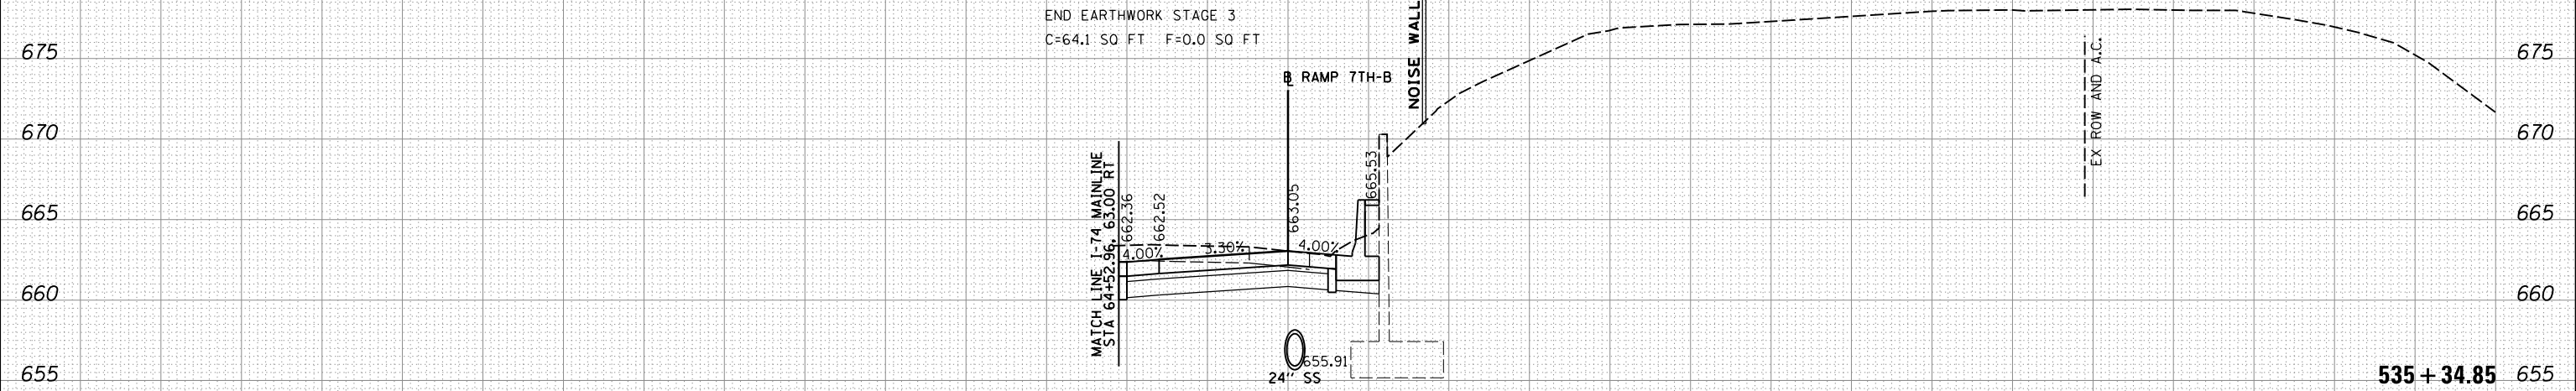 END EARTHWORK STAGE 3
C=64.1 SQ FT F=0.0 SQ FT
675
675
B RAMP 7TH-B
NOISE WALL
EX ROW AND A.C.
670
670
MATCH LINE I-74 MAINLINE
STA 64+52.96, 63.00 RT
662.36
662.52
663.05
665.53
665
665
4.00%
3.30%
4.00%
660
660
655.91
24" SS
655
535+34.85
655